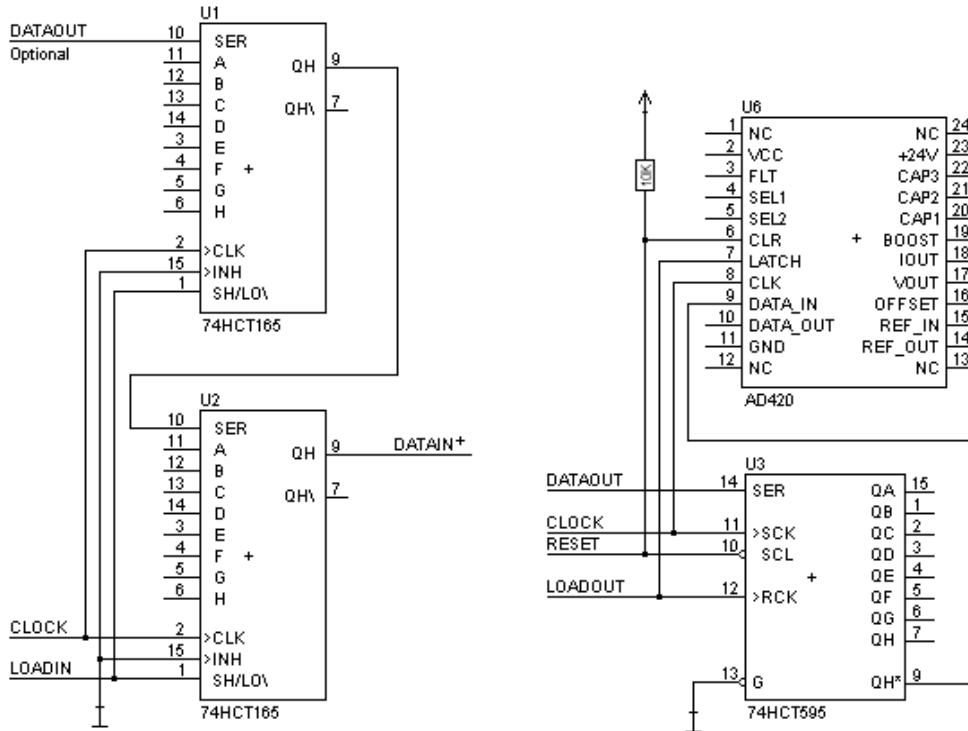 U1
DATAOUT
Optional
10 SER
11 A
12 B
13 C
14 D
3 E
4 F +
5 G
6 H
QH 9
QH\ 7
2 >CLK
15 >INH
1 SH/LO\
74HCT165
U2
10 SER
11 A
12 B
13 C
14 D
3 E
4 F +
5 G
6 H
QH 9 DATAIN+
QH\ 7
CLOCK 2 >CLK
15 >INH
LOADIN 1 SH/LO\
74HCT165
10K
U6
1 NC NC 24
2 VCC +24V 23
3 FLT CAP3 22
4 SEL1 CAP2 21
5 SEL2 CAP1 20
6 CLR + BOOST 19
7 LATCH IOUT 18
8 CLK VOUT 17
9 DATA_IN OFFSET 16
10 DATA_OUT REF_IN 15
11 GND REF_OUT 14
12 NC NC 13
AD420
U3
DATAOUT 14 SER QA 15
QB 1
CLOCK 11 >SCK QC 2
RESET 10 SCL QD 3
+ QE 4
LOADOUT 12 >RCK QF 5
QG 6
QH 7
13 G QH* 9
74HCT595